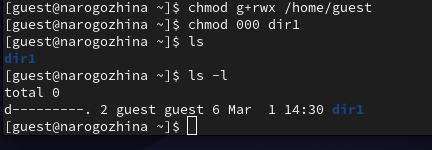 [guest@narogozhina ~]$ chmod g+rwx /home/guest
[guest@narogozhina ~]$ chmod 000 dir1
[guest@narogozhina ~]$ ls
dir1
[guest@narogozhina ~]$ ls -l
total 0
d---------. 2 guest guest 6 Mar  1 14:30 dir1
[guest@narogozhina ~]$